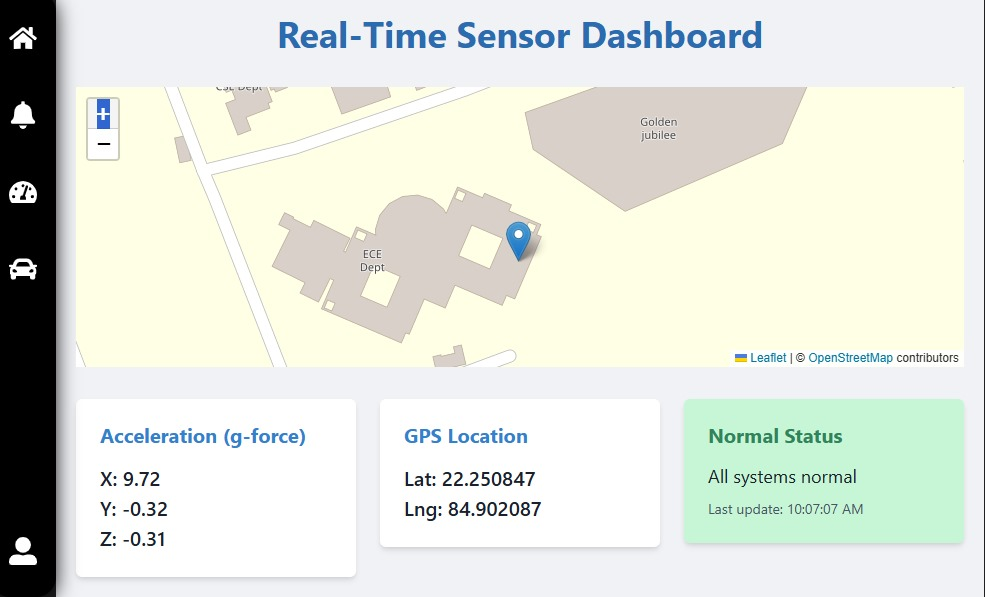 Real-Time Sensor Dashboard
CSE Dept
+
−
Golden
jubilee
ECE
Dept
Leaflet | © OpenStreetMap contributors
Acceleration (g-force)
X: 9.72
Y: -0.32
Z: -0.31
GPS Location
Lat: 22.250847
Lng: 84.902087
Normal Status
All systems normal
Last update: 10:07:07 AM